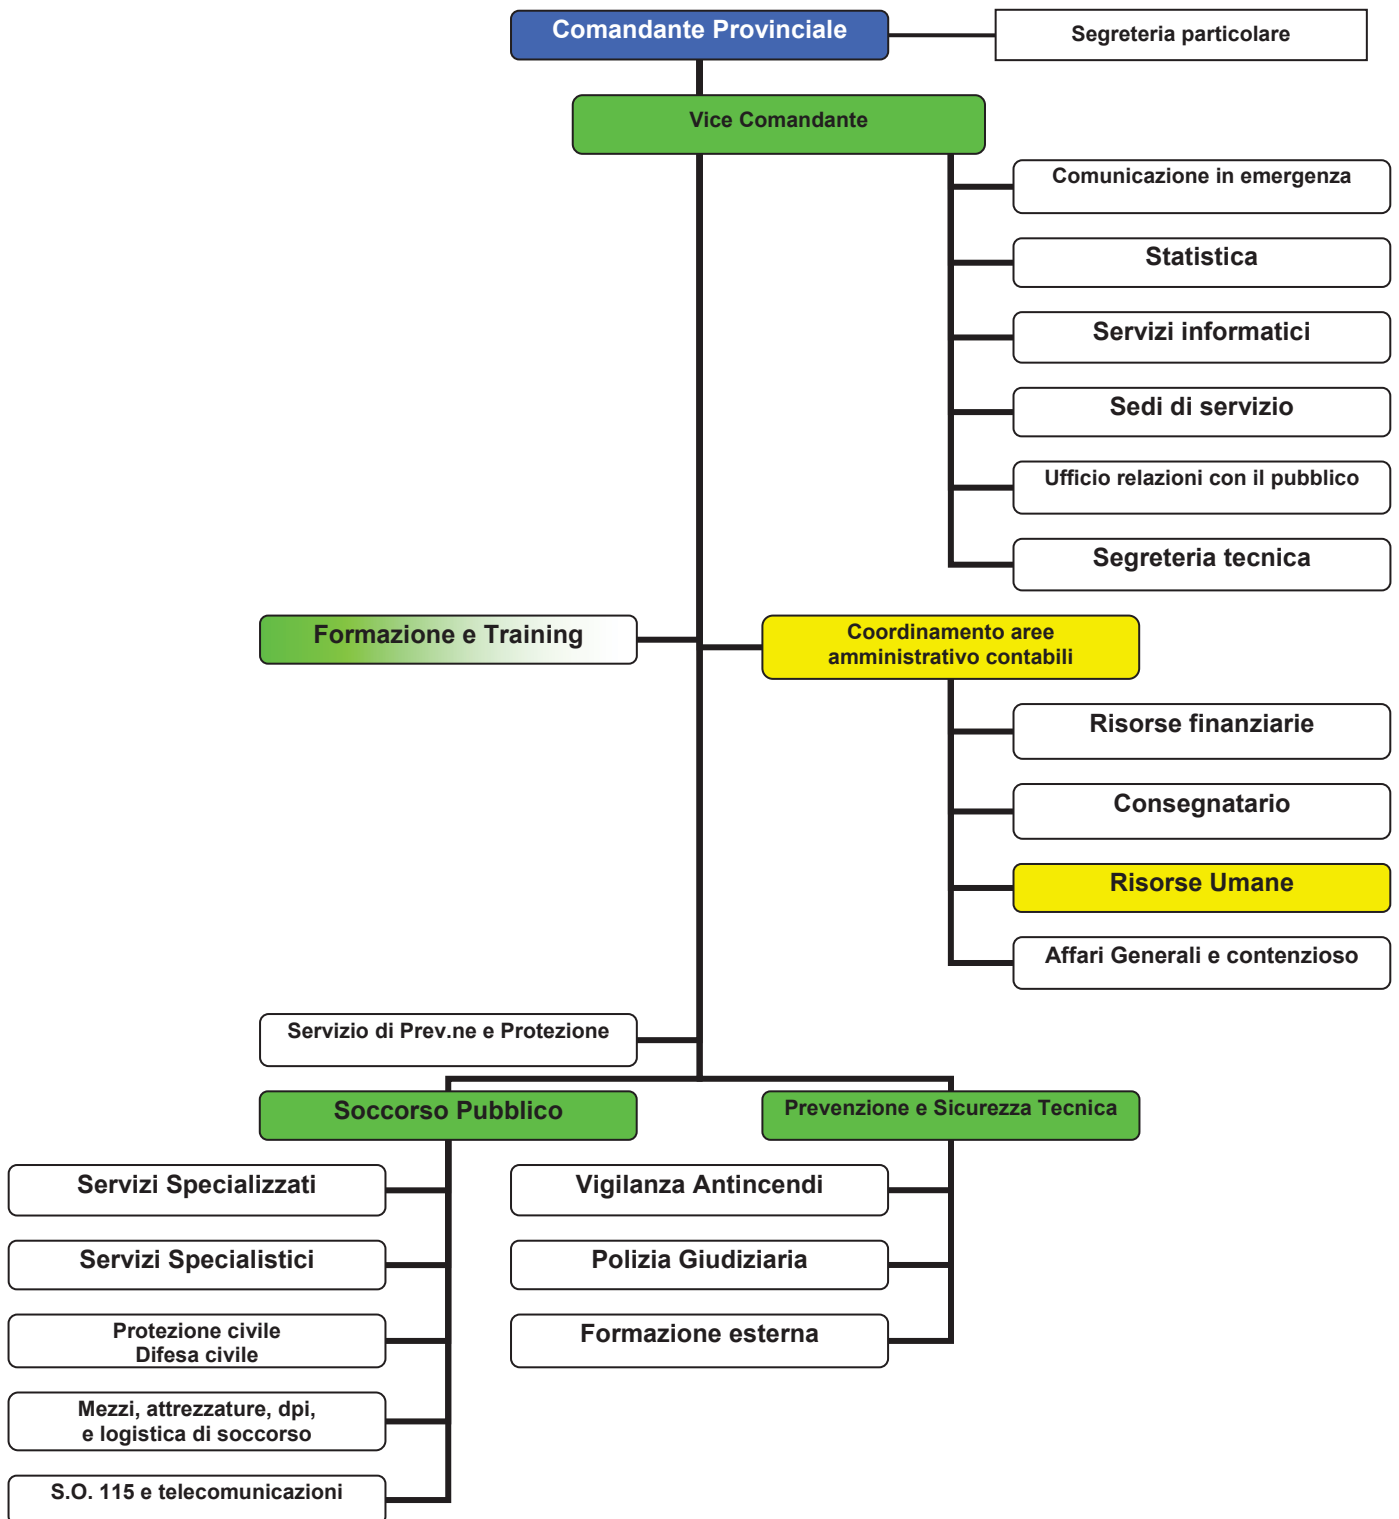 Comandante Provinciale
Segreteria particolare
Vice Comandante
Comunicazione in emergenza
Statistica
Servizi informatici
Sedi di servizio
Ufficio relazioni con il pubblico
Segreteria tecnica
Formazione e Training
Coordinamento aree
amministrativo contabili
Risorse finanziarie
Consegnatario
Risorse Umane
Affari Generali e contenzioso
Servizio di Prev.ne e Protezione
Soccorso Pubblico
Prevenzione e Sicurezza Tecnica
Servizi Specializzati
Vigilanza Antincendi
Servizi Specialistici
Polizia Giudiziaria
Protezione civile
Difesa civile
Formazione esterna
Mezzi, attrezzature, dpi,
e logistica di soccorso
S.O. 115 e telecomunicazioni